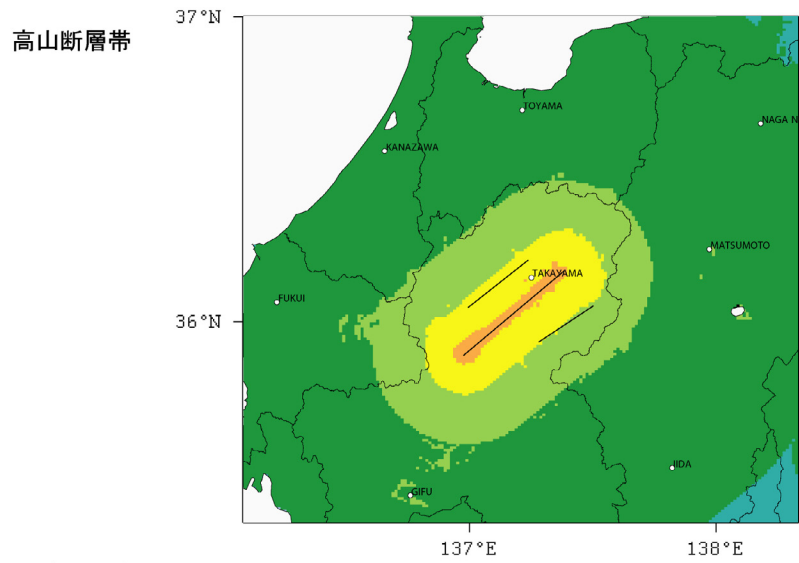 37°N
高山断層帯
TOYAMA
NAGA N
KANAZAWA
MATSUMOTO
TAKAYAMA
FUKUI
36°N
IIDA
GIFU
137°E
138°E